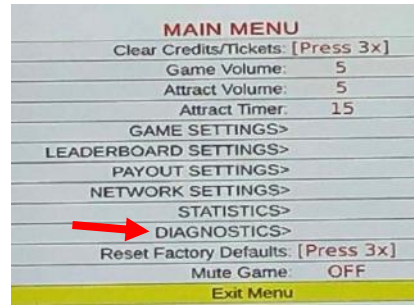 MAIN MENU
Clear Credits/Tickets: [Press 3x]
Game Volume: 5
Attract Volume: 5
Attract Timer: 15
GAME SETTINGS>
LEADERBOARD SETTINGS>
PAYOUT SETTINGS>
NETWORK SETTINGS>
STATISTICS>
DIAGNOSTICS>
Reset Factory Defaults: [Press 3x]
Mute Game: OFF
Exit Menu